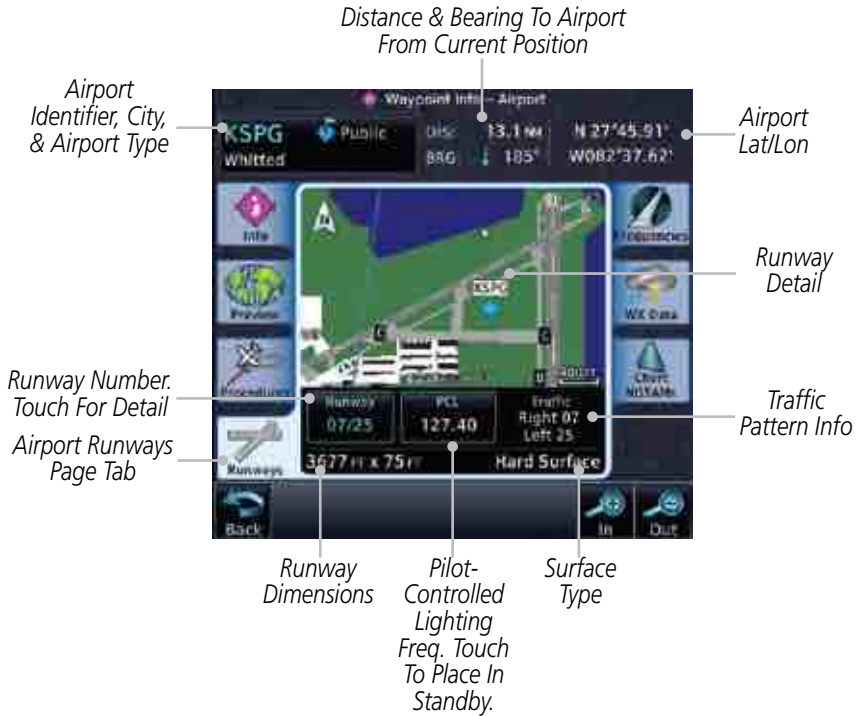 Distance & Bearing To Airport
From Current Position
Airport
Identifier, City,
& Airport Type
Airport
Lat/Lon
Waypoint Info – Airport
KSPG
Public
Whitted
DIS
13.1 NM
BRG
185°
N 27°45.91'
W082°37.62'
Info
Preview
Procedures
Runways
Frequencies
WX Data
Chart
NOTAMs
KSPG
Runway
Detail
Runway Number.
Touch For Detail
Airport Runways
Page Tab
Runway
07/25
PCL
127.40
Traffic
Right 07
Left 25
3677 FT x 75 FT
Hard Surface
Traffic
Pattern Info
Back
In
Out
Runway
Dimensions
Pilot-
Controlled
Lighting
Freq. Touch
To Place In
Standby.
Surface
Type